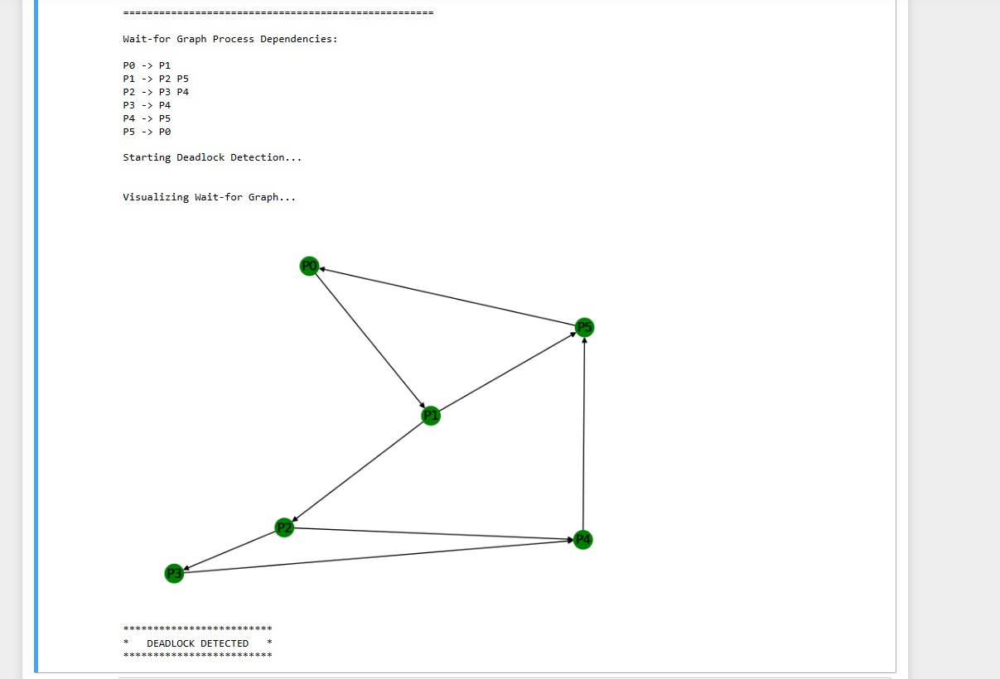 ====================================================
Wait-for Graph Process Dependencies:
P0 -> P1
P1 -> P2 P5
P2 -> P3 P4
P3 -> P4
P4 -> P5
P5 -> P0
Starting Deadlock Detection...
Visualizing Wait-for Graph...
P0
P5
P1
P2
P4
P3
*************************
*   DEADLOCK DETECTED   *
*************************